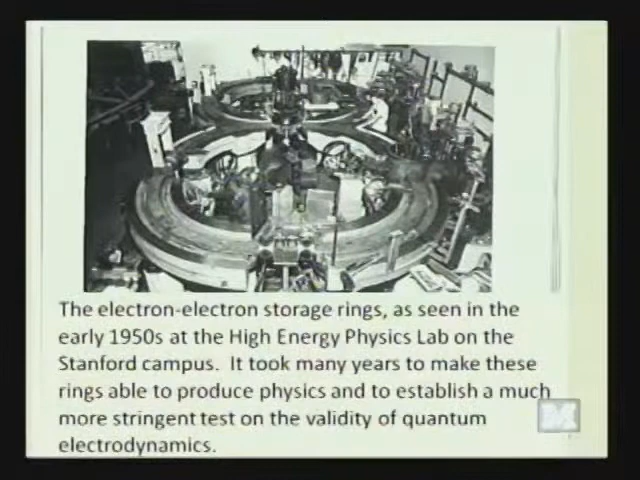 The electron-electron storage rings, as seen in the
early 1950s at the High Energy Physics Lab on the
Stanford campus.  It took many years to make these
rings able to produce physics and to establish a much
more stringent test on the validity of quantum
electrodynamics.